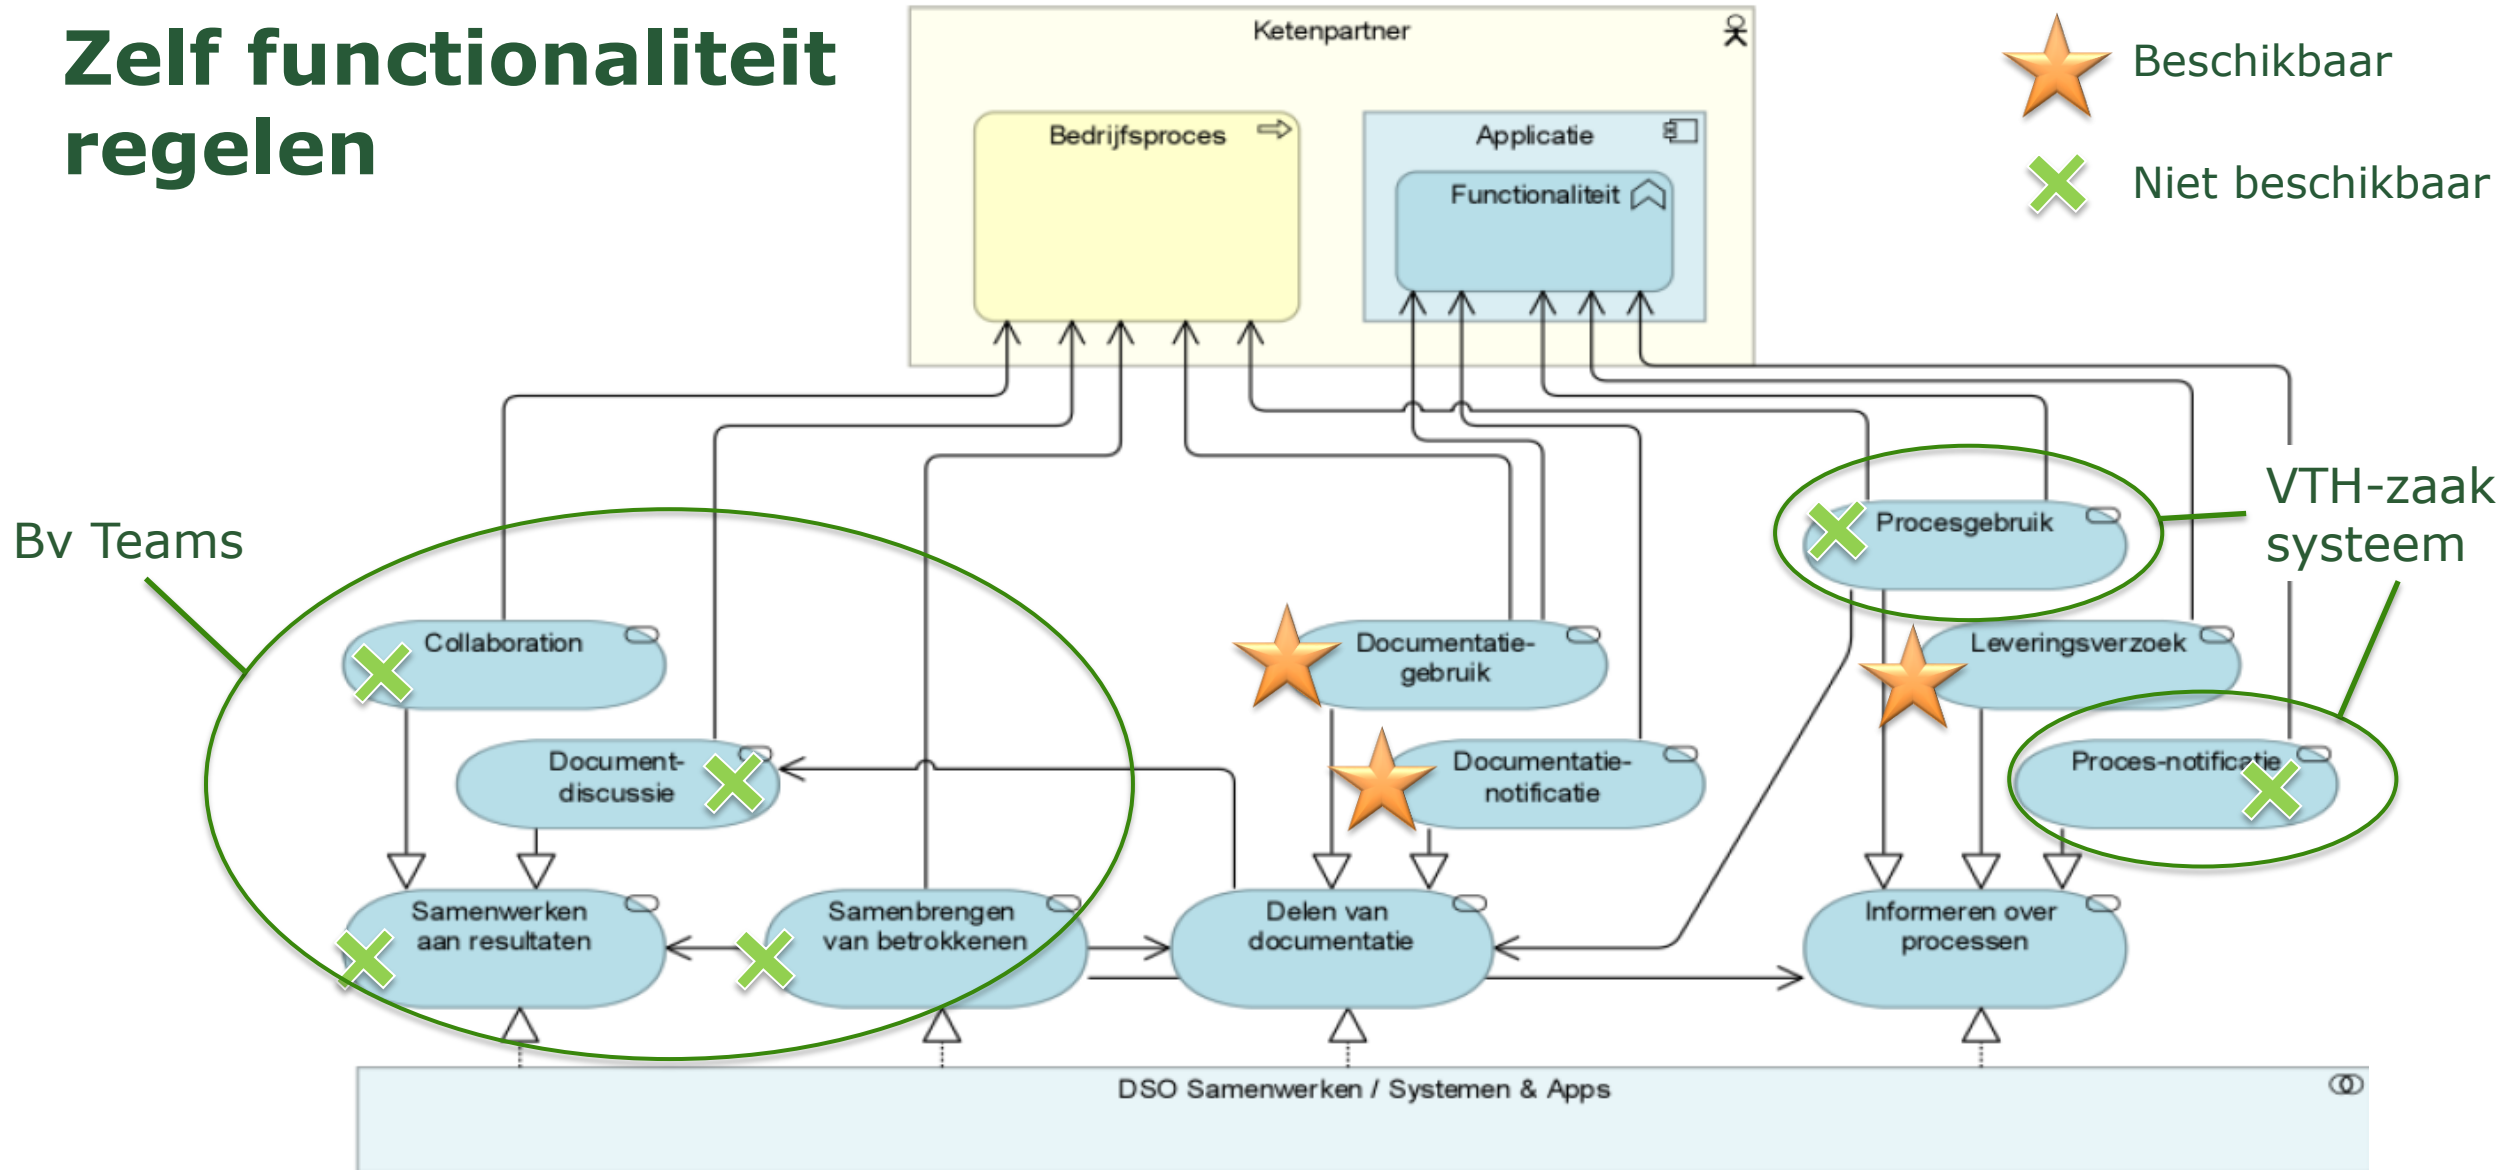 Zelf functionaliteit
regelen
Ketenpartner
Beschikbaar
Niet beschikbaar
Bedrijfsproces
Applicatie
Functionaliteit
Bv Teams
VTH-zaak
systeem
Procesgebruik
Collaboration
Documentatie-
gebruik
Leveringsverzoek
Document-
discussie
Documentatie-
notificatie
Proces-notificatie
Samenwerken
aan resultaten
Samenbrengen
van betrokkenen
Delen van
documentatie
Informeren over
processen
DSO Samenwerken / Systemen & Apps